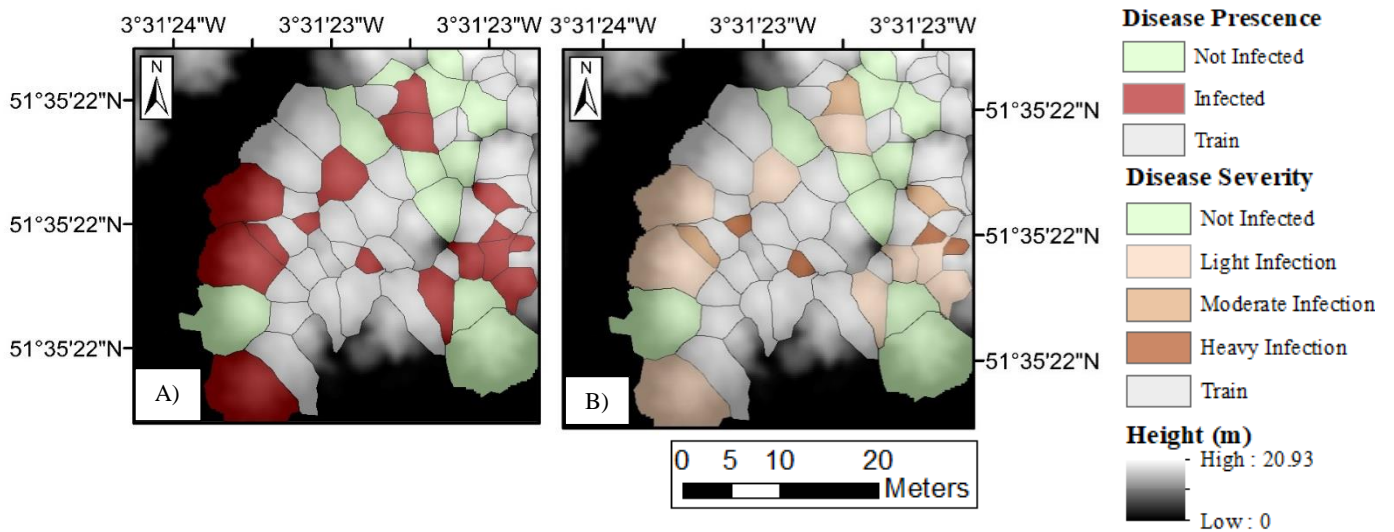 3°31'24"W 3°31'23"W 3°31'23"W
3°31'24"W 3°31'23"W 3°31'23"W
N
N
51°35'22"N
51°35'22"N
51°35'22"N
51°35'22"N
51°35'22"N
51°35'22"N
A)
B)
0 5 10 20
Meters
Disease Prescence
Not Infected
Infected
Train
Disease Severity
Not Infected
Light Infection
Moderate Infection
Heavy Infection
Train
Height (m)
High : 20.93
Low : 0